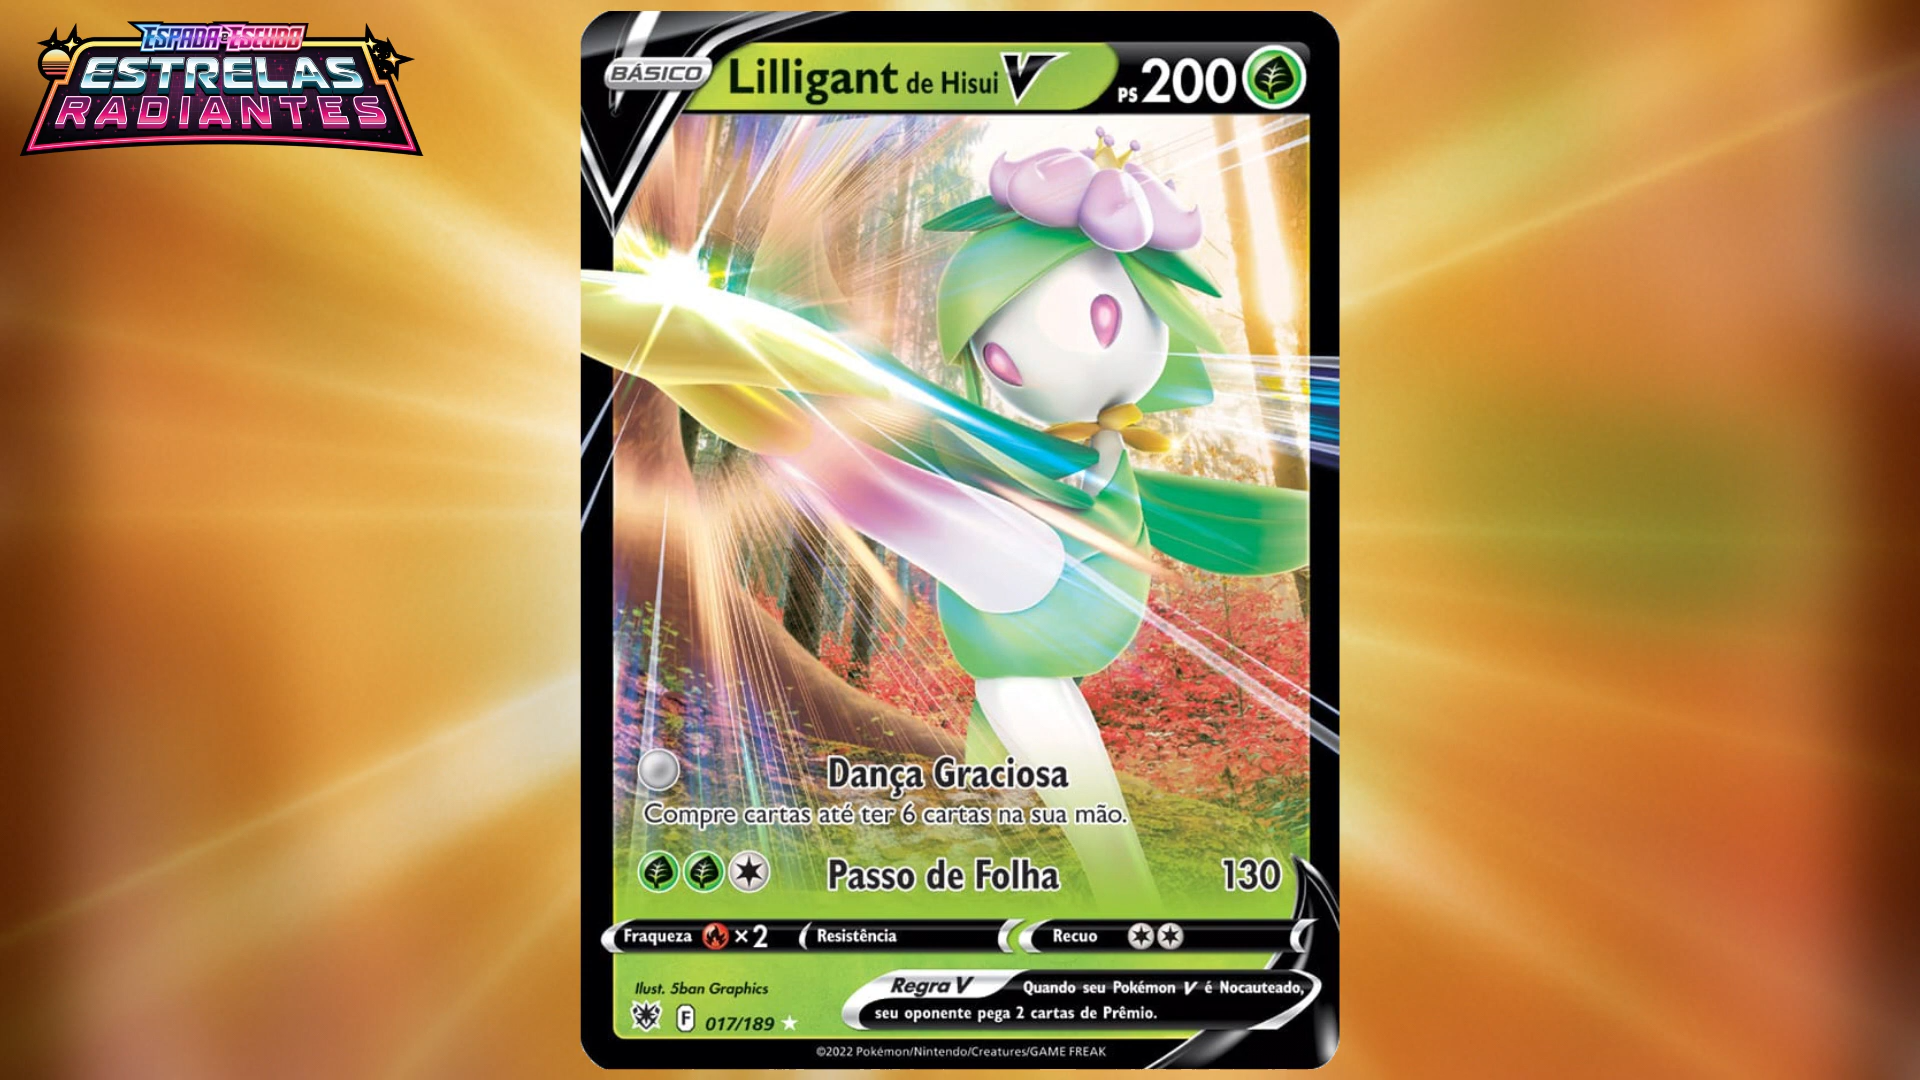 ESPADA E ESCUDO
ESTRELAS
RADIANTES
BÁSICO
Lilligant de Hisui V
PS 200
Dança Graciosa
Compre cartas até ter 6 cartas na sua mão.
Passo de Folha 130
Fraqueza ×2 Resistência Recuo
Ilust. 5ban Graphics
Regra V Quando seu Pokémon V é Nocauteado,
seu oponente pega 2 cartas de Prêmio.
F 017/189
©2022 Pokémon/Nintendo/Creatures/GAME FREAK